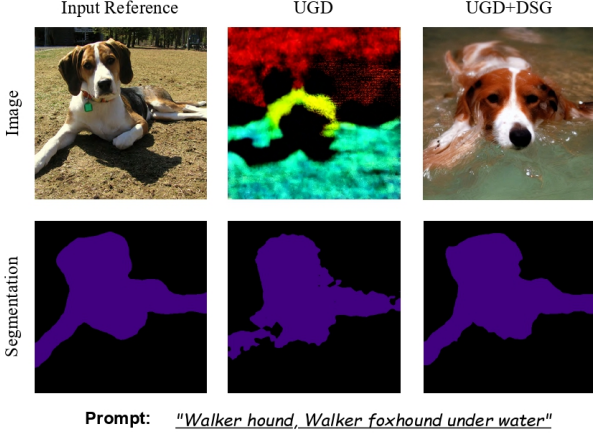 Input Reference UGD UGD+DSG
Image
Segmentation
Prompt: "Walker hound, Walker foxhound under water"